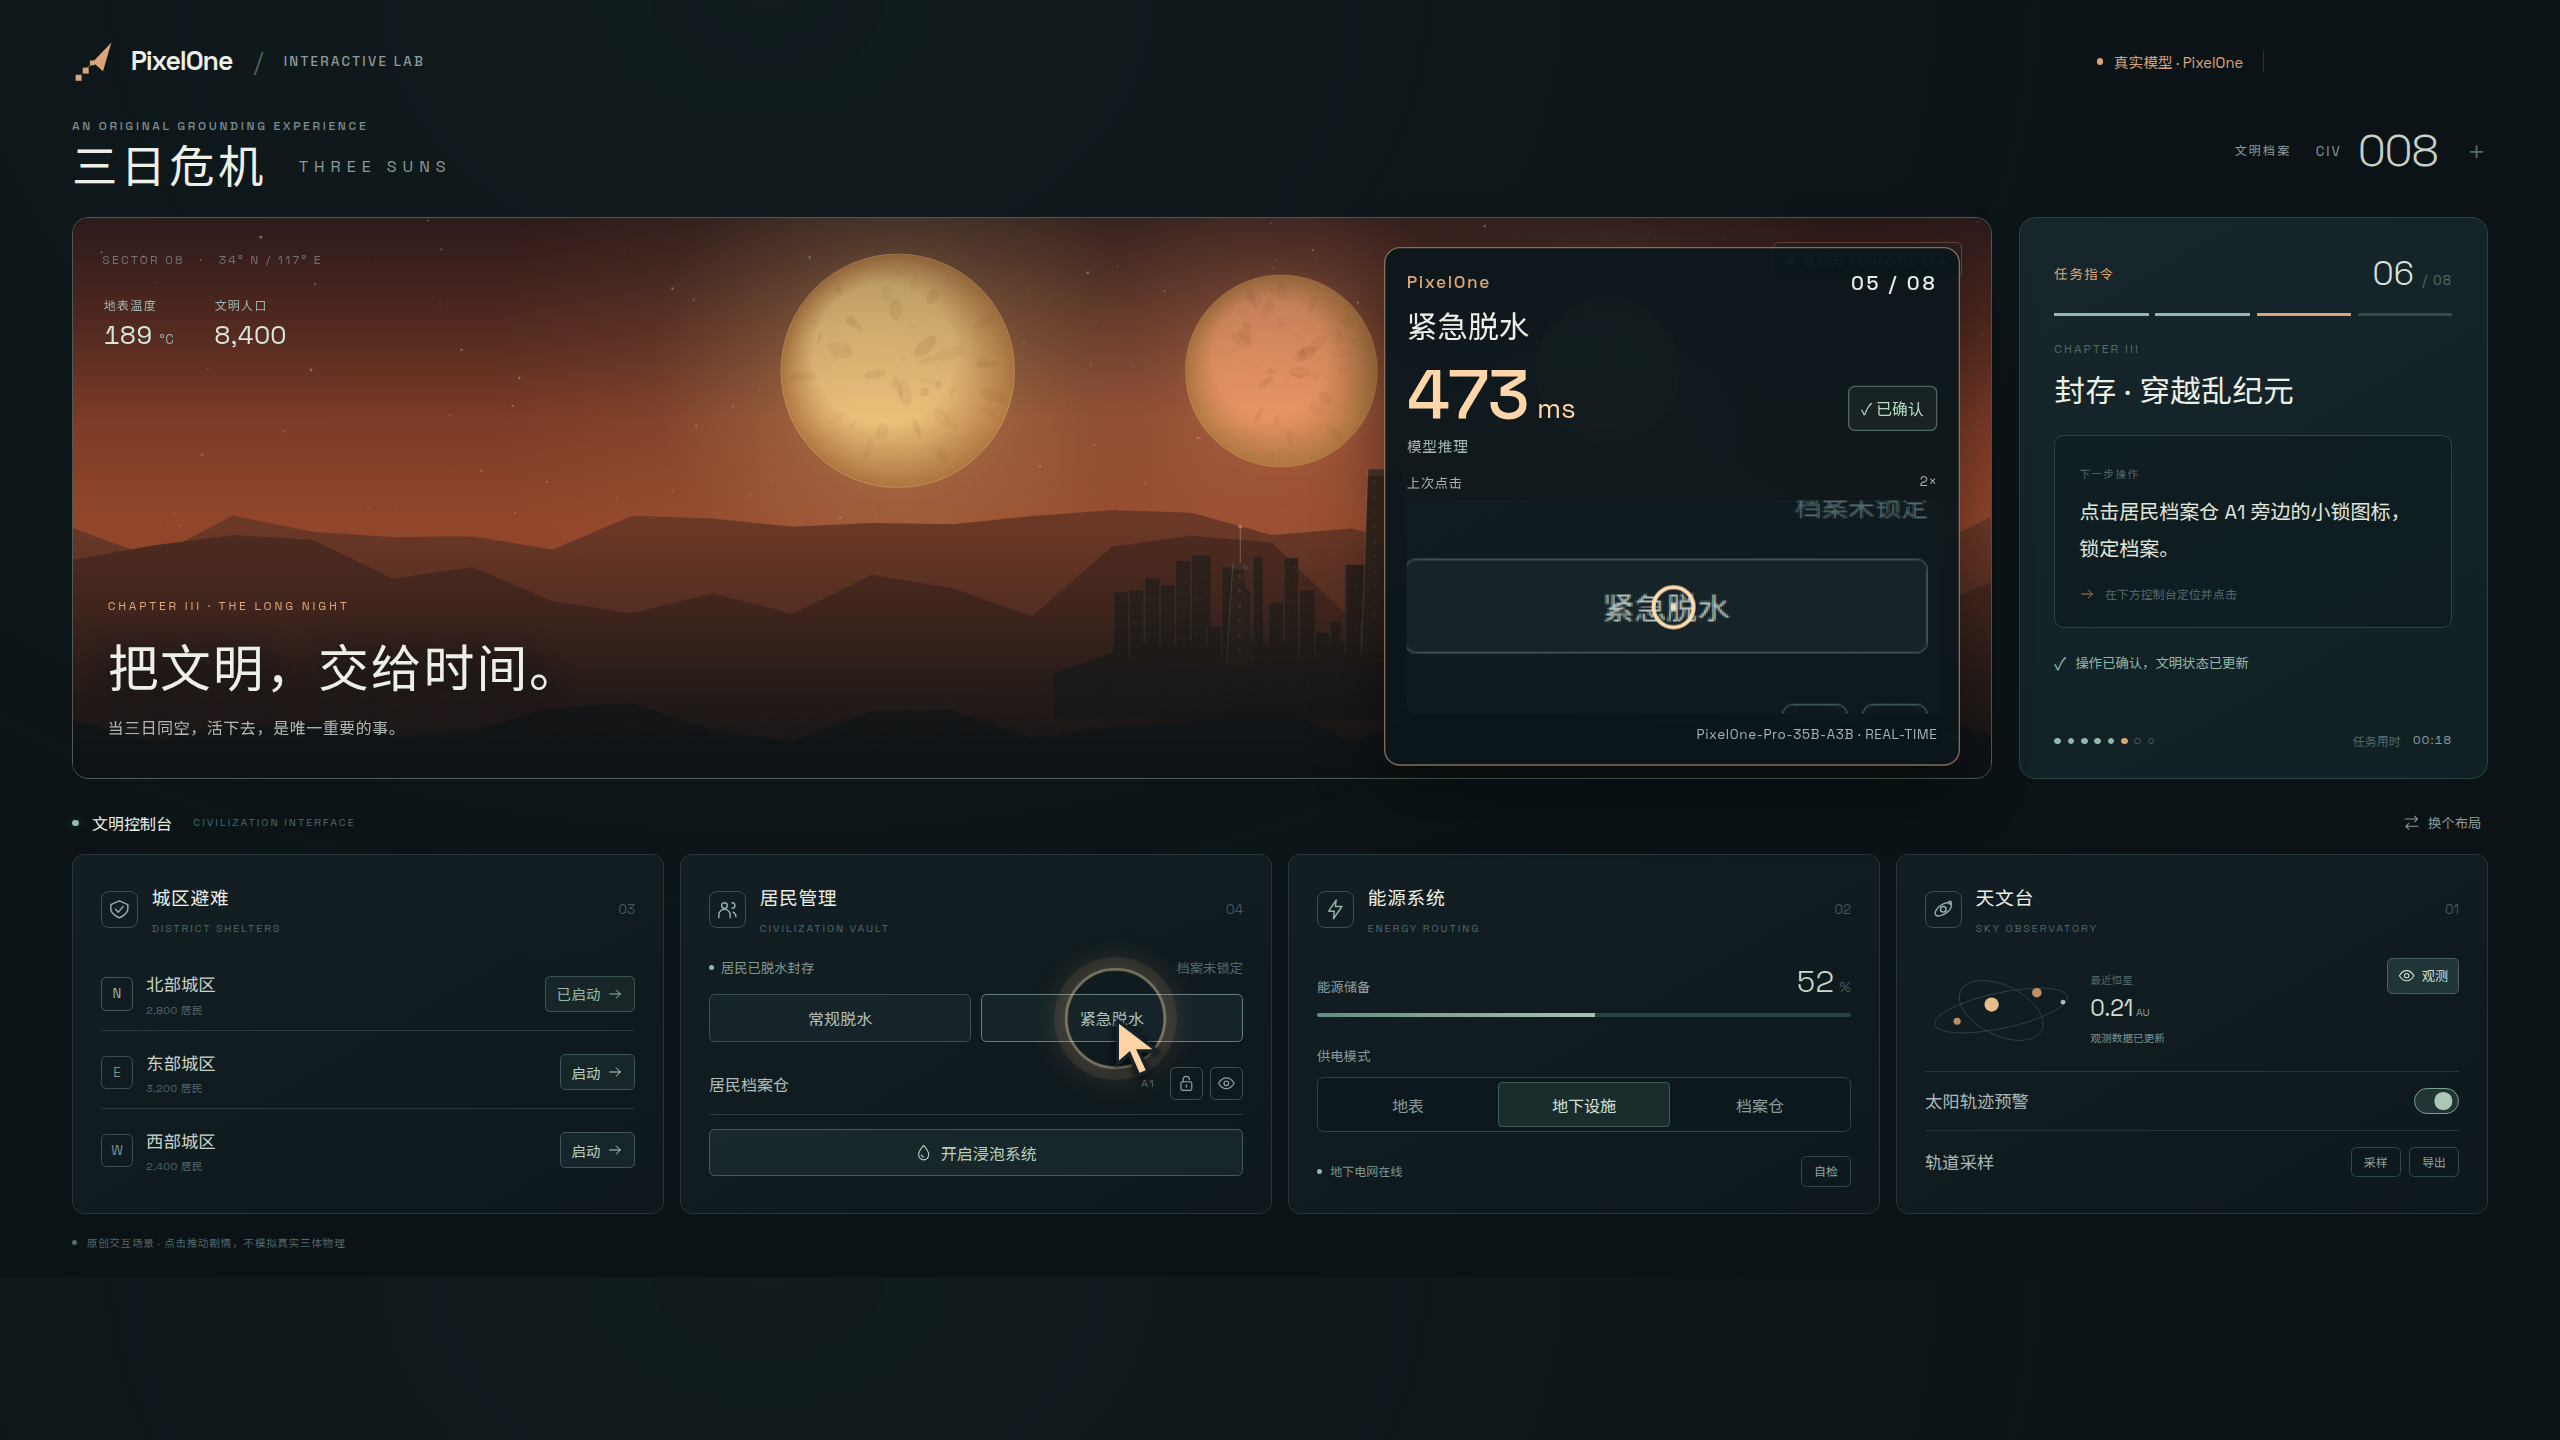 PixelOne / INTERACTIVE LAB
真实模型 · PixelOne
AN ORIGINAL GROUNDING EXPERIENCE
三日危机 THREE SUNS
文明档案 CIV 008 +
SECTOR 08 · 34° N / 117° E
地表温度 文明人口
189 °C 8,400
CHAPTER III · THE LONG NIGHT
把文明，交给时间。
当三日同空，活下去，是唯一重要的事。
PixelOne 05 / 08
紧急脱水
473 ms
✓ 已确认
模型推理
上次点击 2×
档案未锁定
紧急脱水
PixelOne-Pro-35B-A3B · REAL-TIME
任务指令 06 / 08
CHAPTER III
封存 · 穿越乱纪元
下一步操作
点击居民档案仓 A1 旁边的小锁图标，
锁定档案。
→ 在下方控制台定位并点击
✓ 操作已确认，文明状态已更新
任务用时 00:18
文明控制台 CIVILIZATION INTERFACE
换个布局
城区避难 03
DISTRICT SHELTERS
N 北部城区 已启动 →
2,800 居民
E 东部城区 启动 →
3,200 居民
W 西部城区 启动 →
2,400 居民
居民管理 04
CIVILIZATION VAULT
居民已脱水封存 档案未锁定
常规脱水 紧急脱水
居民档案仓 A1
开启浸泡系统
能源系统 02
ENERGY ROUTING
能源储备 52 %
供电模式
地表 地下设施 档案仓
地下电网在线 自检
天文台 01
SKY OBSERVATORY
最近恒星 观测
0.21 AU
观测数据已更新
太阳轨迹预警
轨道采样 采样 导出
原创交互场景 · 点击推动剧情，不模拟真实三体物理